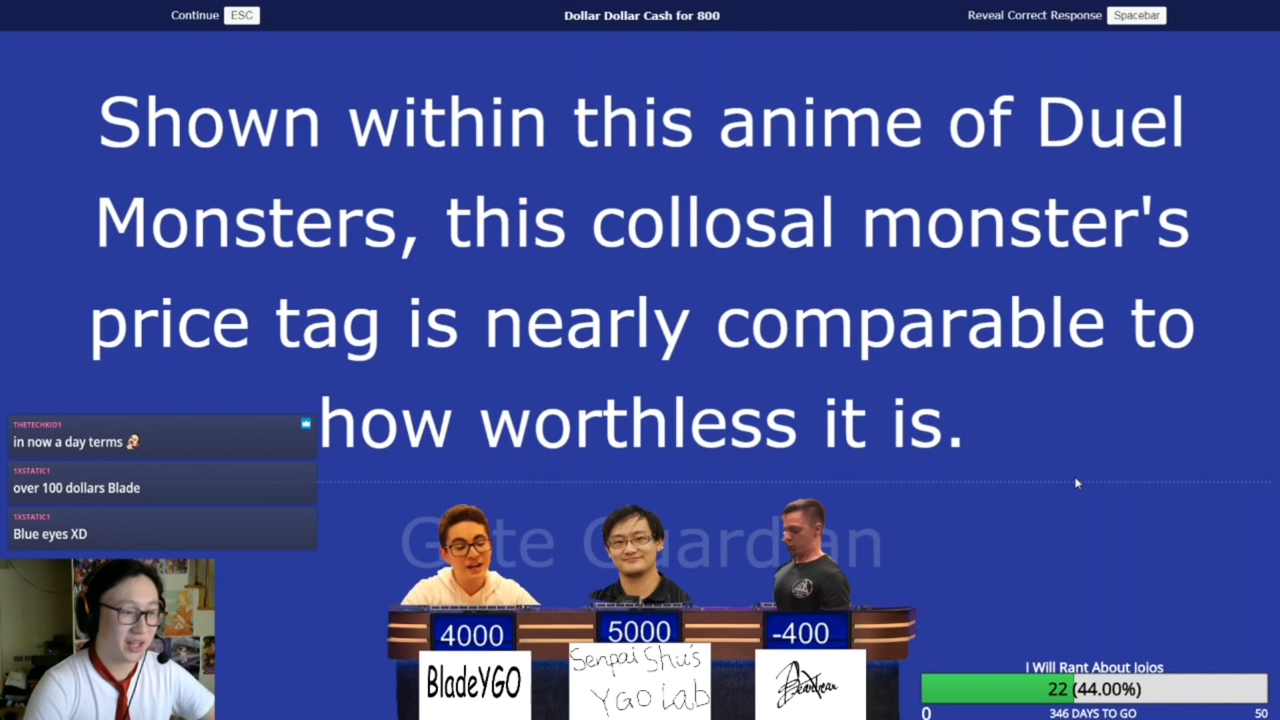 Continue ESC
Dollar Dollar Cash for 800
Reveal Correct Response Spacebar
Shown within this anime of Duel
Monsters, this collosal monster's
price tag is nearly comparable to
how worthless it is.
THETECHKID1
in now a day terms
1XSTATIC1
over 100 dollars Blade
1XSTATIC1
Blue eyes XD
Gate Guardian
4000
5000
-400
BladeYGO
Senpai Shu's
YGO Lab
I Will Rant About Jojos
22 (44.00%)
0
346 DAYS TO GO
50